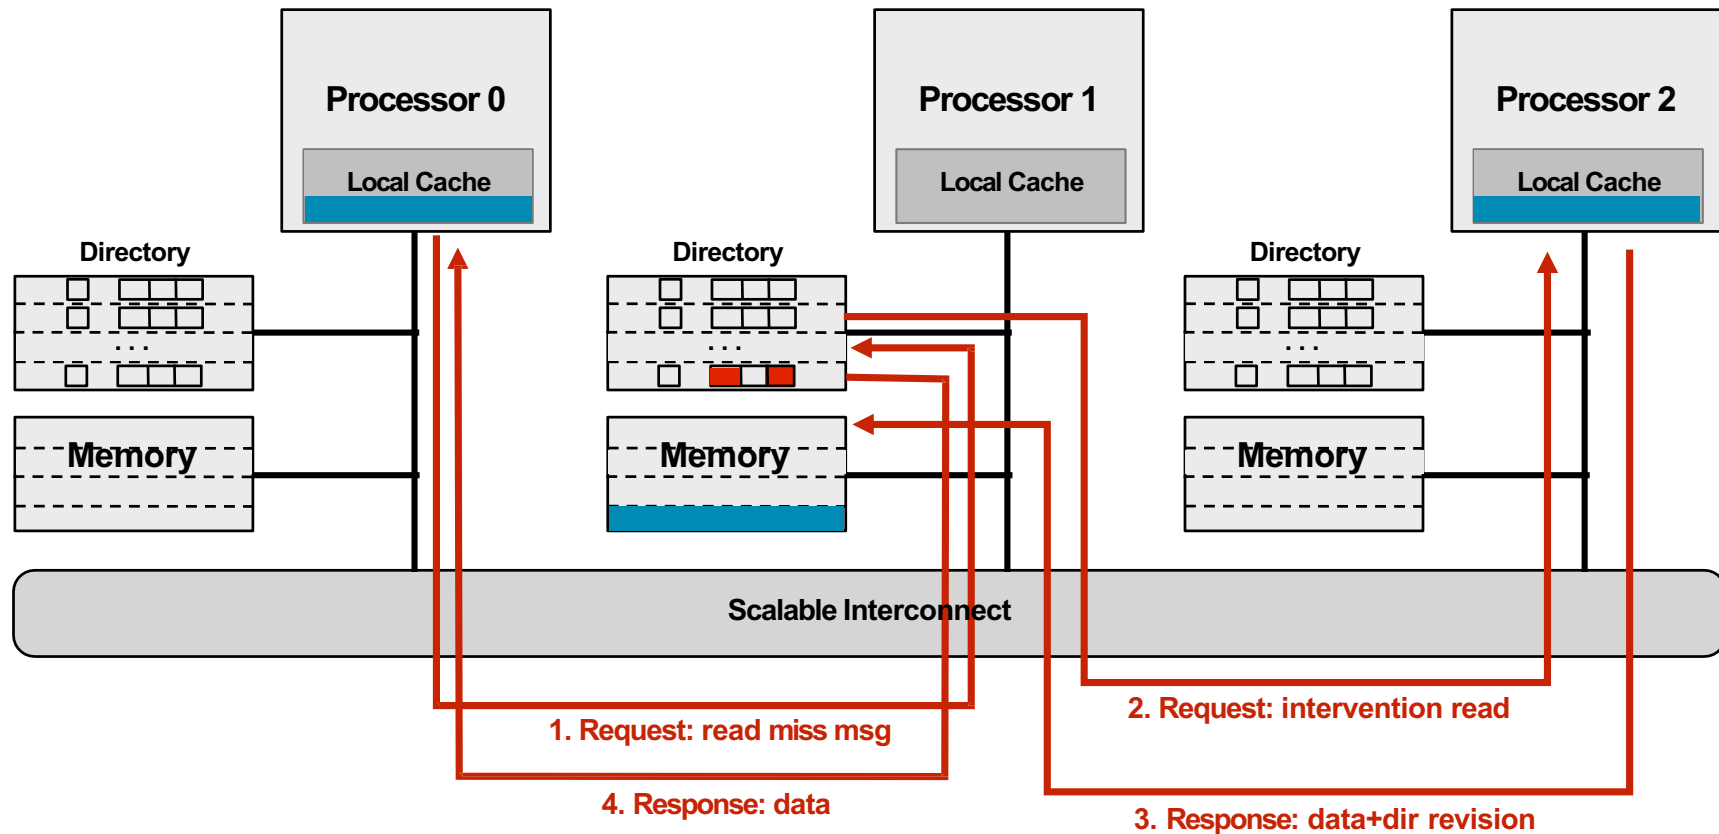 Processor 0
Processor 1
Processor 2
Local Cache
Local Cache
Local Cache
Directory
Directory
Directory
. . .
. . .
. . .
Memory
Memory
Memory
Scalable Interconnect
1. Request: read miss msg
2. Request: intervention read
4. Response: data
3. Response: data+dir revision